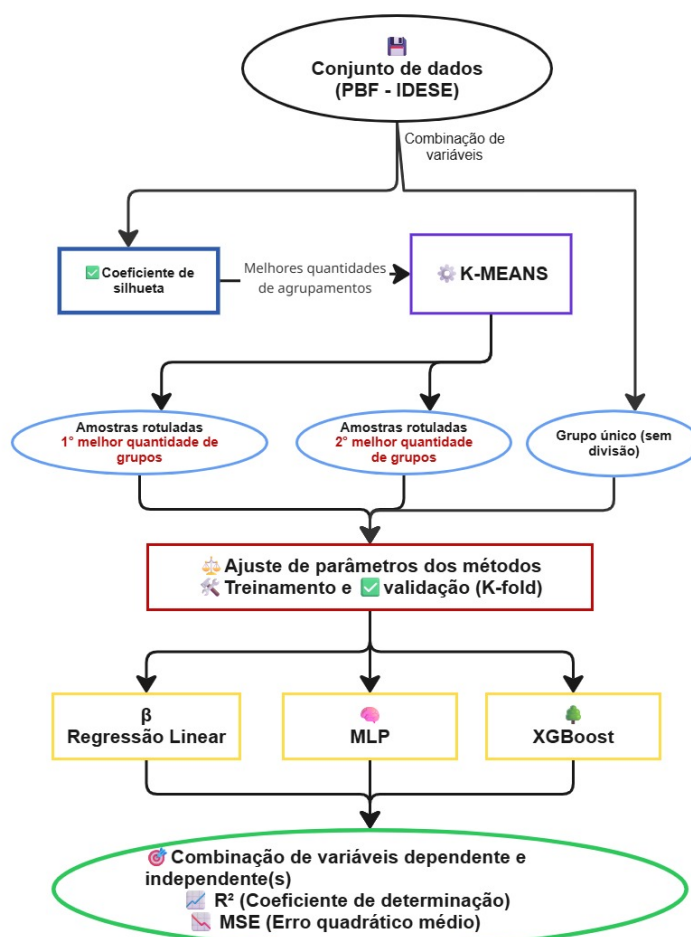 Conjunto de dados
(PBF - IDESE)
Combinação de
variáveis
Coeficiente de
silhueta
Melhores quantidades
de agrupamentos
K-MEANS
Amostras rotuladas
1° melhor quantidade de
grupos
Amostras rotuladas
2° melhor quantidade
de grupos
Grupo único (sem
divisão)
Ajuste de parâmetros dos métodos
Treinamento e ✅ validação (K-fold)
β
Regressão Linear
MLP
XGBoost
Combinação de variáveis dependente e
independente(s)
R² (Coeficiente de determinação)
MSE (Erro quadrático médio)